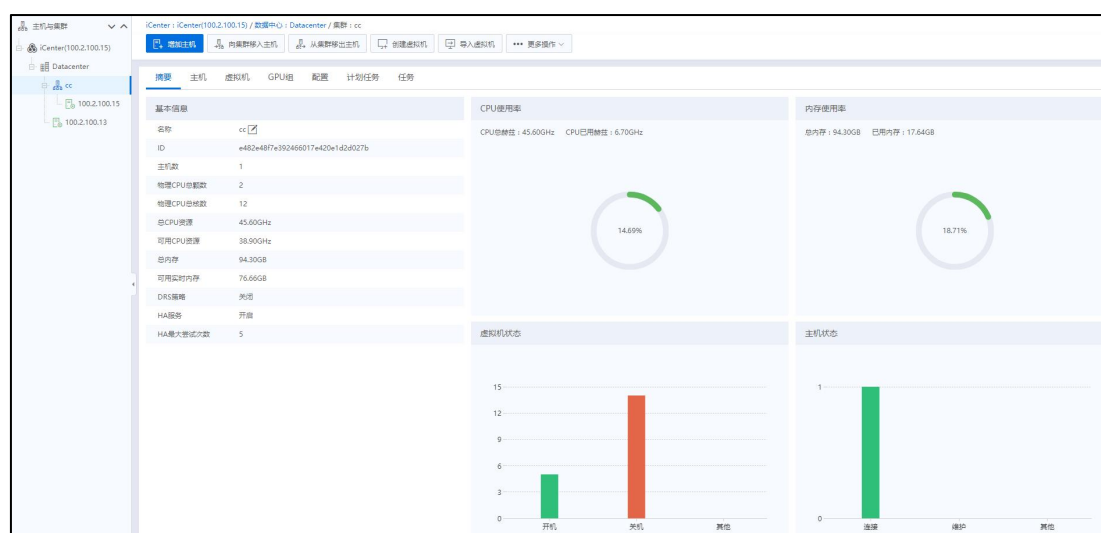 主机与集群
iCenter(100.2.100.15)
Datacenter
cc
100.2.100.15
100.2.100.13
iCenter:iCenter(100.2.100.15) / 数据中心:Datacenter / 集群:cc
增加主机 向集群移入主机 从集群移出主机 创建虚拟机 导入虚拟机 ••• 更多操作
摘要 主机 虚拟机 GPU组 配置 计划任务 任务
基本信息
名称 cc
ID e482e48f7e392466017e420e1d2d027b
主机数 1
物理CPU总颗数 2
物理CPU总核数 12
总CPU资源 45.60GHz
可用CPU资源 38.90GHz
总内存 94.30GB
可用实时内存 76.66GB
DRS策略 关闭
HA服务 开启
HA最大尝试次数 5
CPU使用率
CPU总赫兹:45.60GHz CPU已用赫兹:6.70GHz
14.69%
内存使用率
总内存:94.30GB 已用内存:17.64GB
18.71%
虚拟机状态
15
12
9
6
3
0
开机 关机 其他
主机状态
1
0
连接 维护 其他